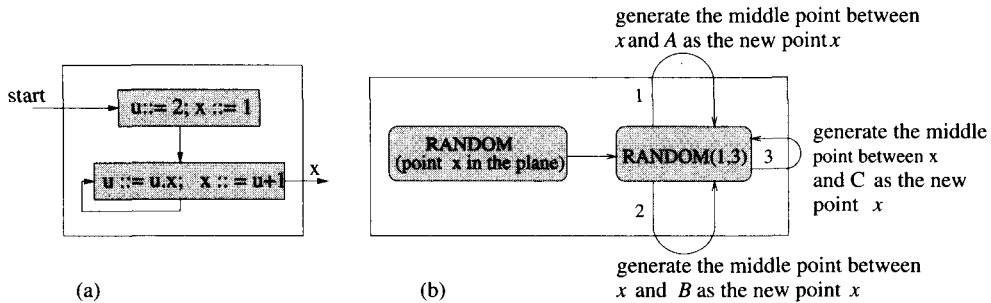 generate the middle point between
x and A as the new point x
start
u::= 2; x ::= 1
1
RANDOM
(point x in the plane)
RANDOM(1,3)
3
generate the middle
point between x
and C as the new
point x
x
u ::= u.x; x :: = u+1
2
generate the middle point between
x and B as the new point x
(a)
(b)